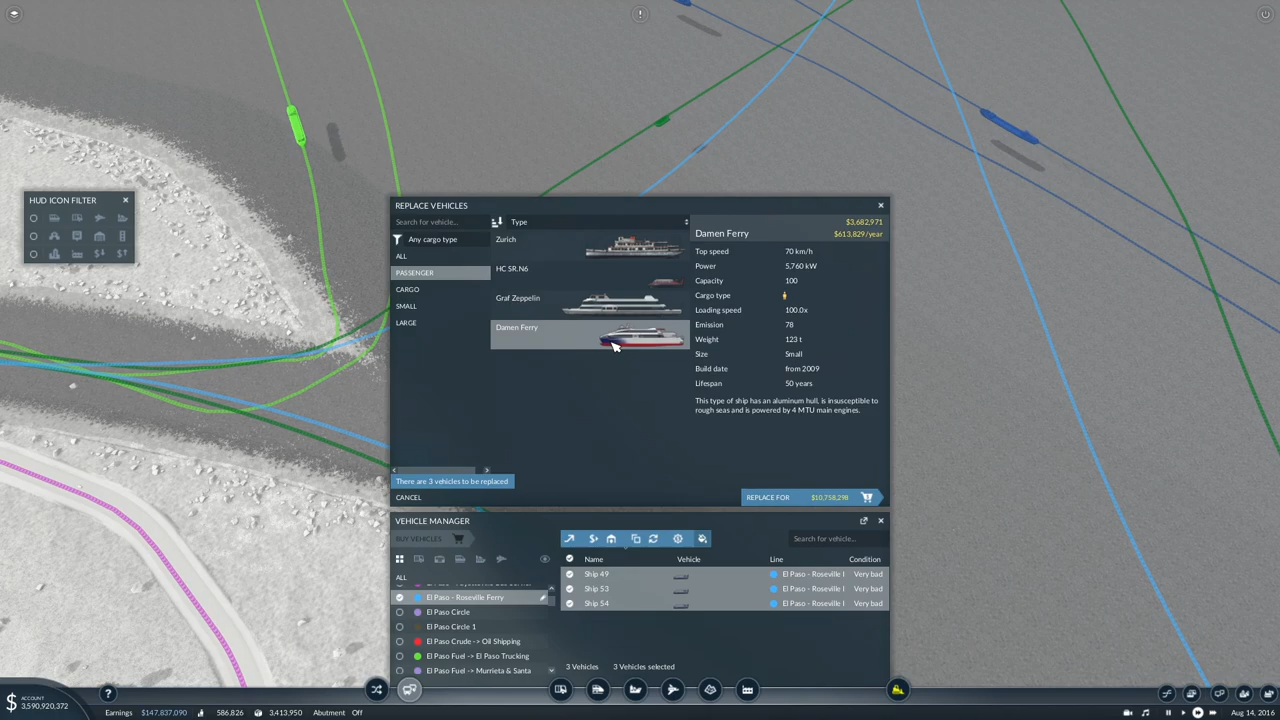 HUD ICON FILTER
REPLACE VEHICLES
Search for vehicle...
Type
Any cargo type
ALL
PASSENGER
CARGO
SMALL
LARGE
Zurich
HC SR.N6
Graf Zeppelin
Damen Ferry
$3,682,971
Damen Ferry
$613,829/year
Top speed 70 km/h
Power 5,760 kW
Capacity 100
Cargo type
Loading speed 100.0x
Emission 78
Weight 123 t
Size Small
Build date from 2009
Lifespan 50 years
This type of ship has an aluminum hull, is insusceptible to
rough seas and is powered by 4 MTU main engines.
There are 3 vehicles to be replaced
CANCEL
REPLACE FOR $10,758,298
VEHICLE MANAGER
BUY VEHICLES
Search for vehicle...
ALL
El Paso - Roseville Ferry
El Paso Circle
El Paso Circle 1
El Paso Crude -> Oil Shipping
El Paso Fuel -> El Paso Trucking
El Paso Fuel -> Murrieta & Santa
Name Vehicle Line Condition
Ship 49 El Paso - Roseville Very bad
Ship 53 El Paso - Roseville Very bad
Ship 54 El Paso - Roseville Very bad
3 Vehicles 3 Vehicles selected
$ ACCOUNT
3,590,920,372
?
Earnings $147,837,090 586,826 3,413,950 Abutment Off
Aug 14, 2016